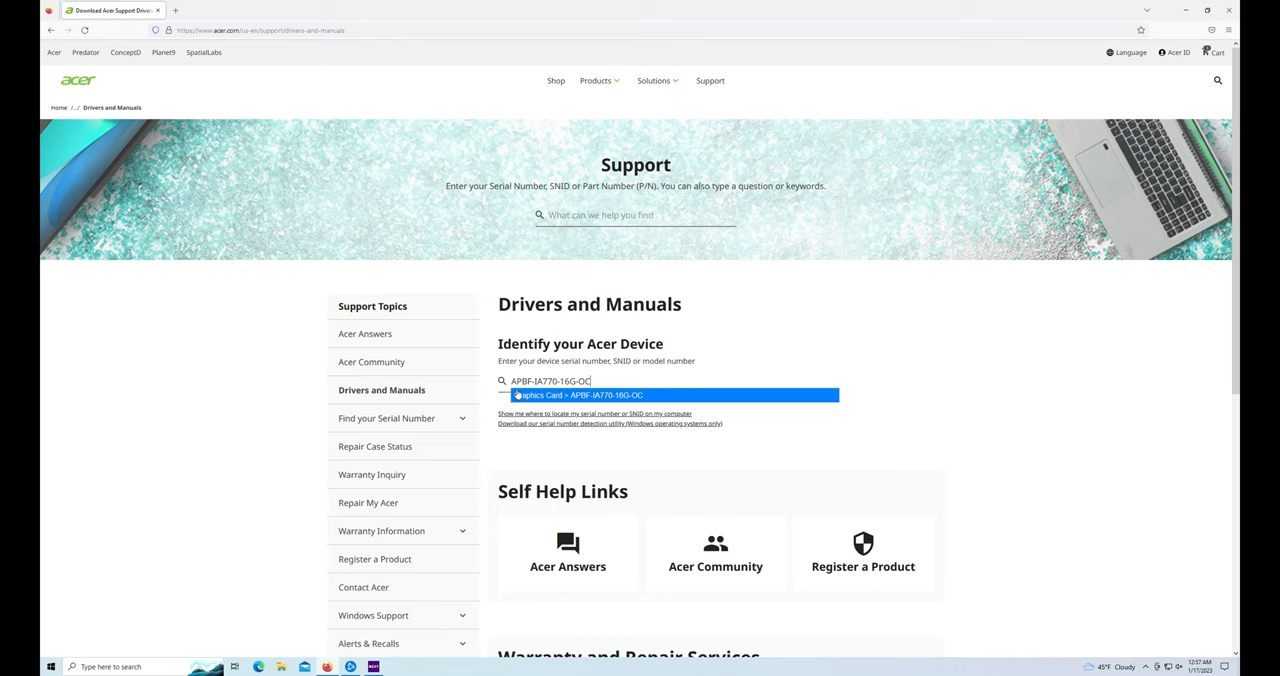 Download Acer Support Drivers
https://www.acer.com/us-en/support/drivers-and-manuals
Acer Predator ConceptD Planet9 SpatialLabs
Language Acer ID Cart
acer
Shop Products Solutions Support
Home /.../ Drivers and Manuals
Support
Enter your Serial Number, SNID or Part Number (P/N). You can also type a question or keywords.
What can we help you find
Support Topics
Acer Answers
Acer Community
Drivers and Manuals
Find your Serial Number
Repair Case Status
Warranty Inquiry
Repair My Acer
Warranty Information
Register a Product
Contact Acer
Windows Support
Alerts & Recalls
Drivers and Manuals
Identify your Acer Device
Enter your device serial number, SNID or model number
APBF-IA770-16G-OC
Graphics Card > APBF-IA770-16G-OC
Show me where to locate my serial number or SNID on my computer
Download our serial number detection utility (Windows operating systems only)
Self Help Links
Acer Answers
Acer Community
Register a Product
Warranty and Repair Services
Type here to search
45°F Cloudy
12:57 AM
1/17/2023